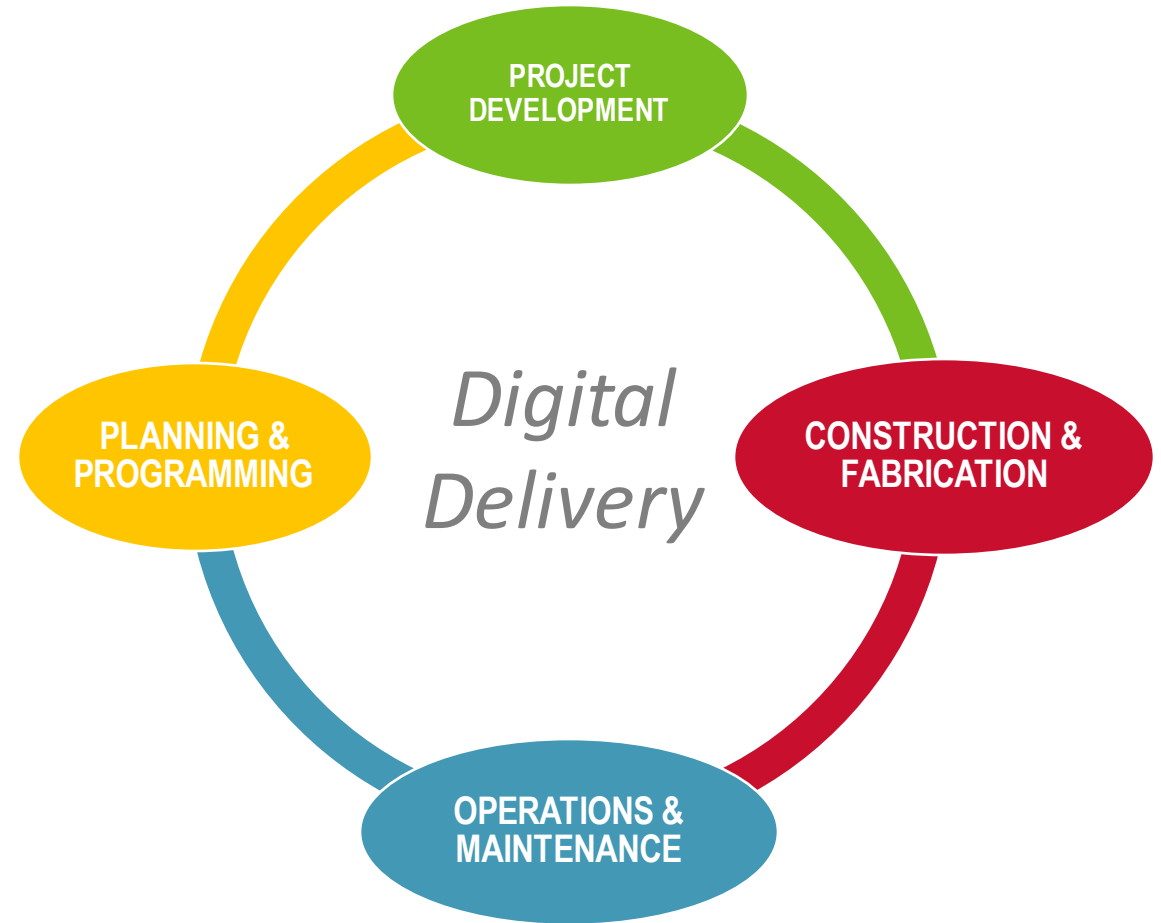 PROJECT
DEVELOPMENT
PLANNING &
PROGRAMMING
Digital
Delivery
CONSTRUCTION &
FABRICATION
OPERATIONS &
MAINTENANCE